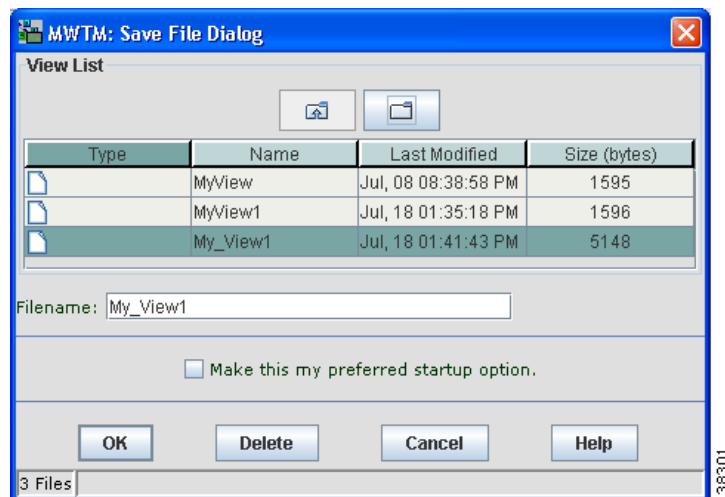 MWTM: Save File Dialog
View List
Type Name Last Modified Size (bytes)
MyView Jul, 08 08:38:58 PM 1595
MyView1 Jul, 18 01:35:18 PM 1596
My_View1 Jul, 18 01:41:43 PM 5148
Filename: My_View1
Make this my preferred startup option.
OK Delete Cancel Help
3 Files